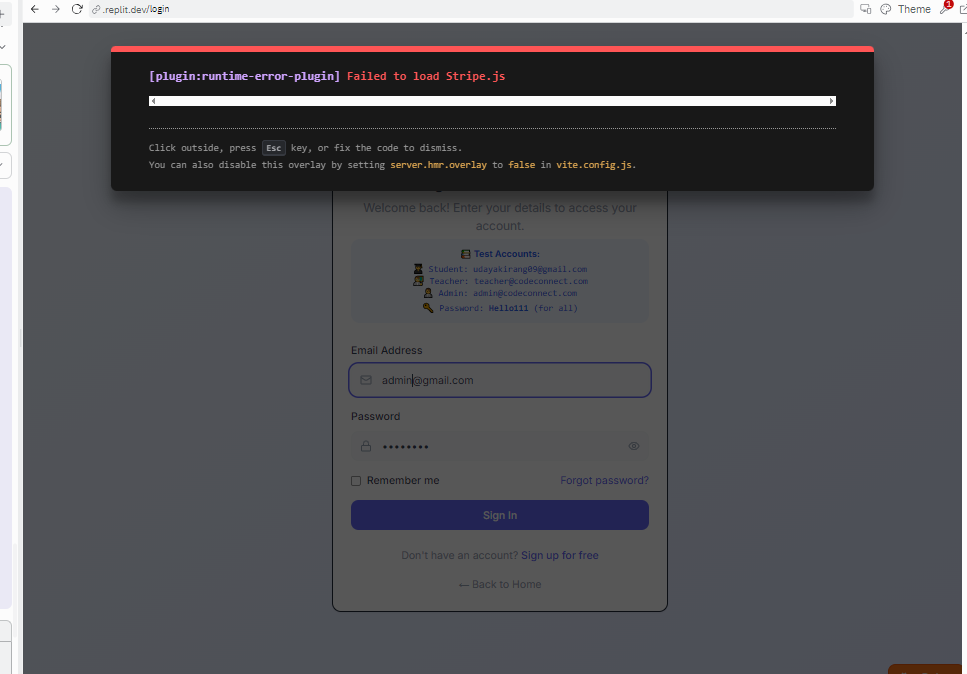 .replit.dev/login
Theme
1
[plugin:runtime-error-plugin] Failed to load Stripe.js
Click outside, press Esc key, or fix the code to dismiss.
You can also disable this overlay by setting server.hmr.overlay to false in vite.config.js.
Welcome back! Enter your details to access your
account.
Test Accounts:
Student: udayakirang09@gmail.com
Teacher: teacher@codeconnect.com
Admin: admin@codeconnect.com
Password: Hello111 (for all)
Email Address
admin@gmail.com
Password
••••••••
Remember me
Forgot password?
Sign In
Don't have an account? Sign up for free
← Back to Home